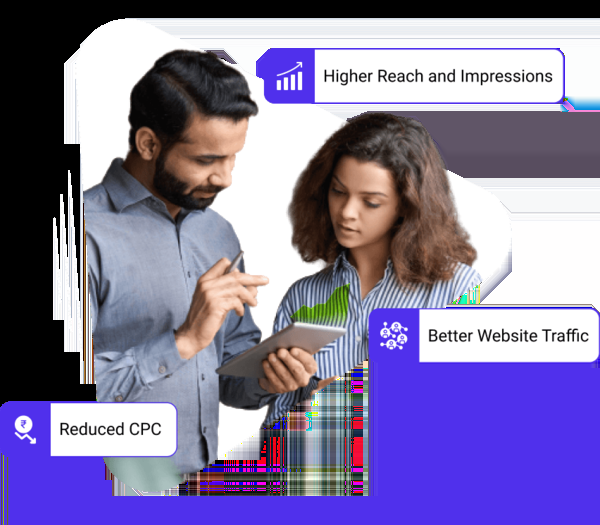 Higher Reach and Impressions
Better Website Traffic
₹
Reduced CPC